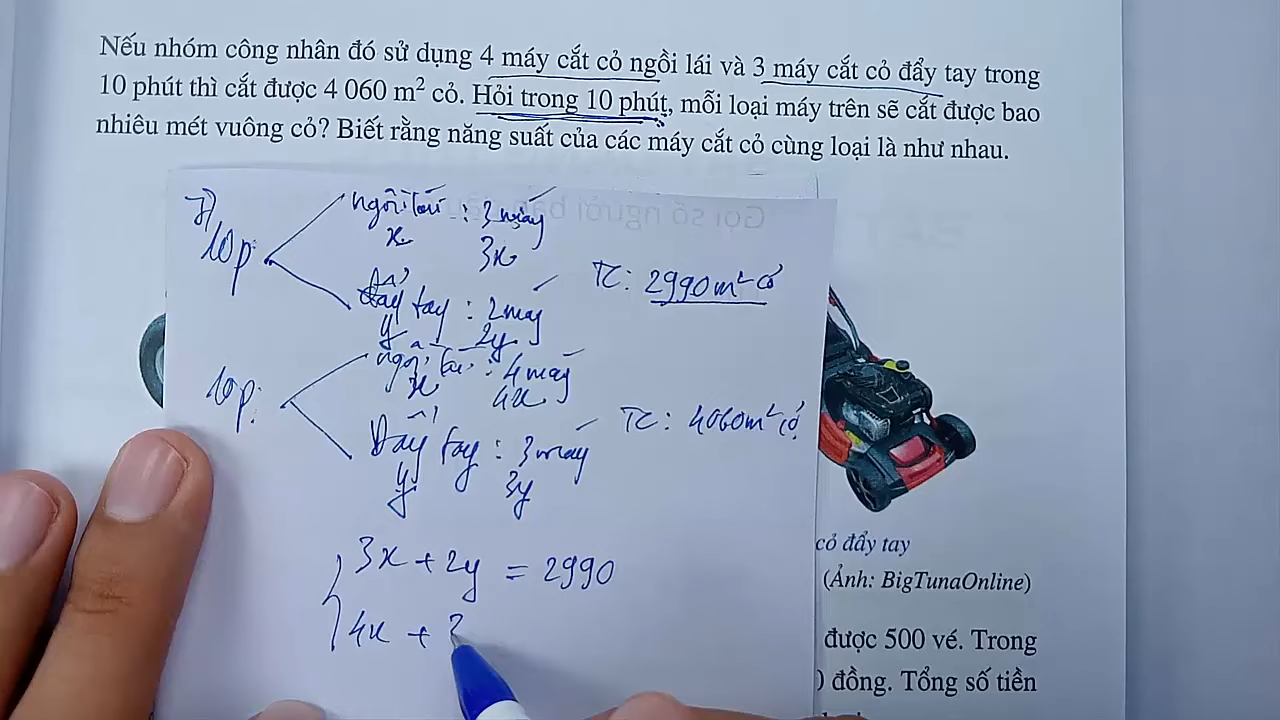 Nếu nhóm công nhân đó sử dụng 4 máy cắt cỏ ngồi lái và 3 máy cắt cỏ đẩy tay trong
10 phút thì cắt được 4 060 m² cỏ. Hỏi trong 10 phút, mỗi loại máy trên sẽ cắt được bao
nhiêu mét vuông cỏ? Biết rằng năng suất của các máy cắt cỏ cùng loại là như nhau.
7)
10p:
ngồi lái : 3 máy
x 3x
Đẩy tay : 2 máy
y 2y
TC: 2990m² cỏ
10p:
ngồi lái : 4 máy
x 4x
Đẩy tay : 3 máy
y 3y
TC: 4060m² cỏ
3x + 2y = 2990
4x + 3
cỏ đẩy tay
(Ảnh: BigTunaOnline)
được 500 vé. Trong
) đồng. Tổng số tiền